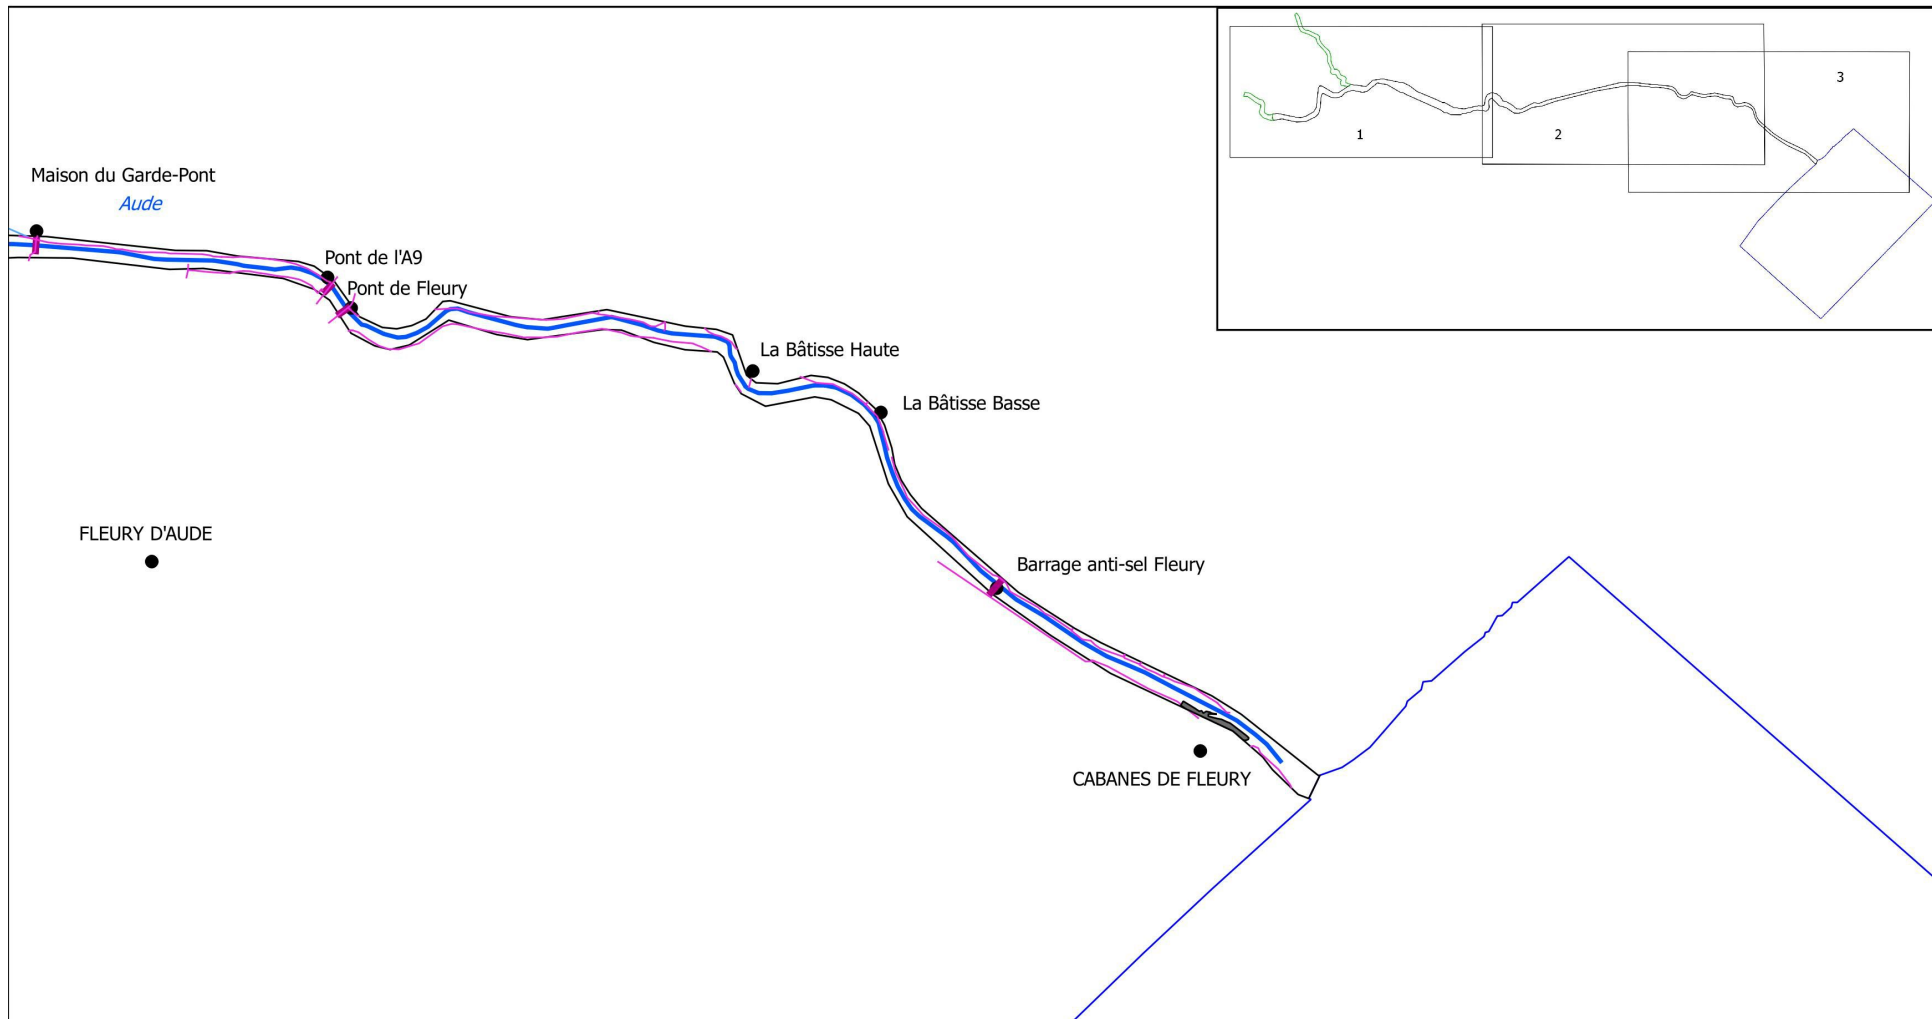 3
1
2
Maison du Garde-Pont
Aude
Pont de l'A9
Pont de Fleury
La Bâtisse Haute
La Bâtisse Basse
FLEURY D'AUDE
Barrage anti-sel Fleury
CABANES DE FLEURY